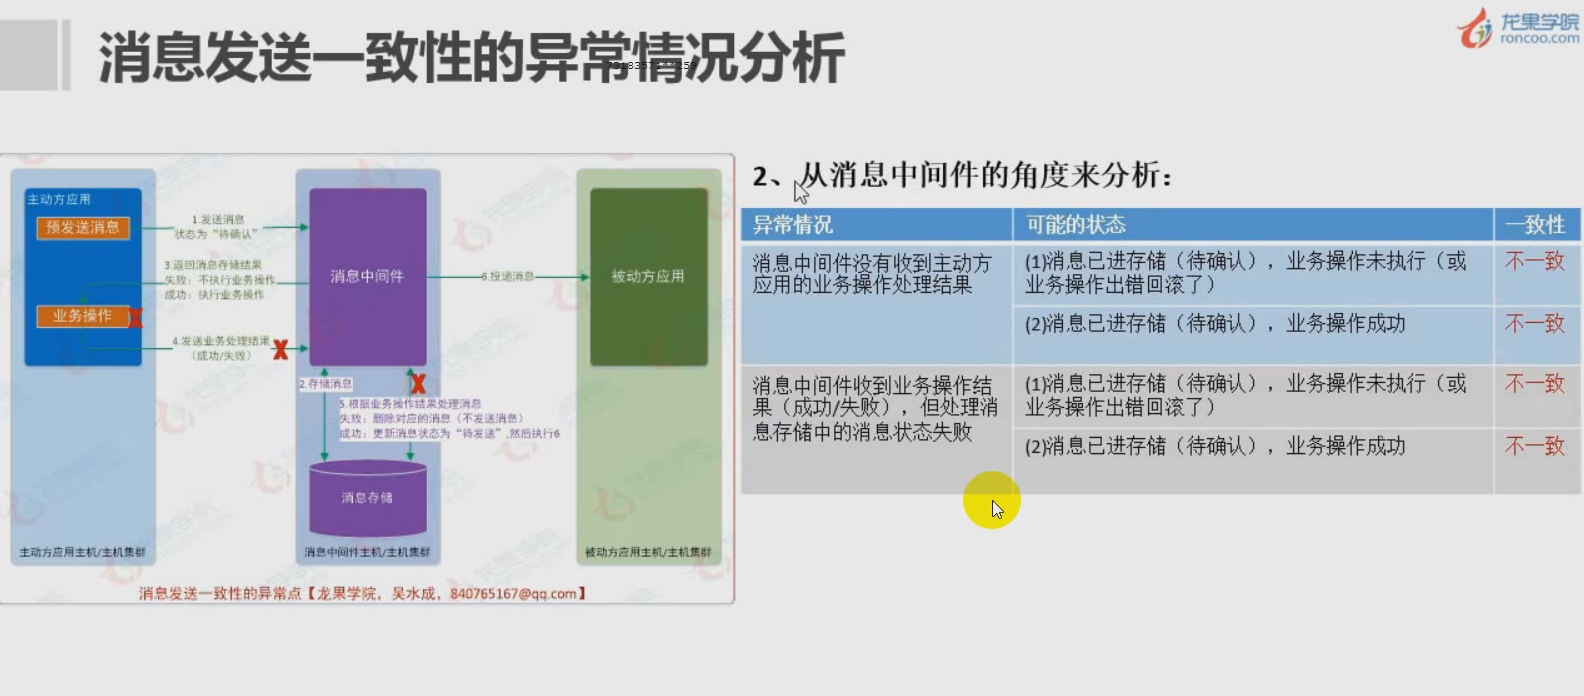 消息发送一致性的异常情况分析
龙果学院
roncoo.com
主动方应用
预发送消息
业务操作
主动方应用主机/主机集群
1.发送消息
状态为“待确认”
3.返回消息存储结果
失败：不执行业务操作
成功：执行业务操作
4.发送业务处理结果
（成功/失败）
X
X
消息中间件
2.存储消息
X
5.根据业务操作结果处理消息
失败：删除对应的消息（不发送消息）
成功：更新消息状态为“待发送”,然后执行6
消息存储
消息中间件主机/主机集群
6.投递消息
被动方应用
被动方应用主机/主机集群
消息发送一致性的异常点【龙果学院，吴水成，840765167@qq.com】
2、从消息中间件的角度来分析：
异常情况 可能的状态 一致性
消息中间件没有收到主动方
应用的业务操作处理结果
(1)消息已进存储（待确认），业务操作未执行（或
业务操作出错回滚了）
不一致
(2)消息已进存储（待确认），业务操作成功
不一致
消息中间件收到业务操作结
果（成功/失败），但处理消
息存储中的消息状态失败
(1)消息已进存储（待确认），业务操作未执行（或
业务操作出错回滚了）
不一致
(2)消息已进存储（待确认），业务操作成功
不一致